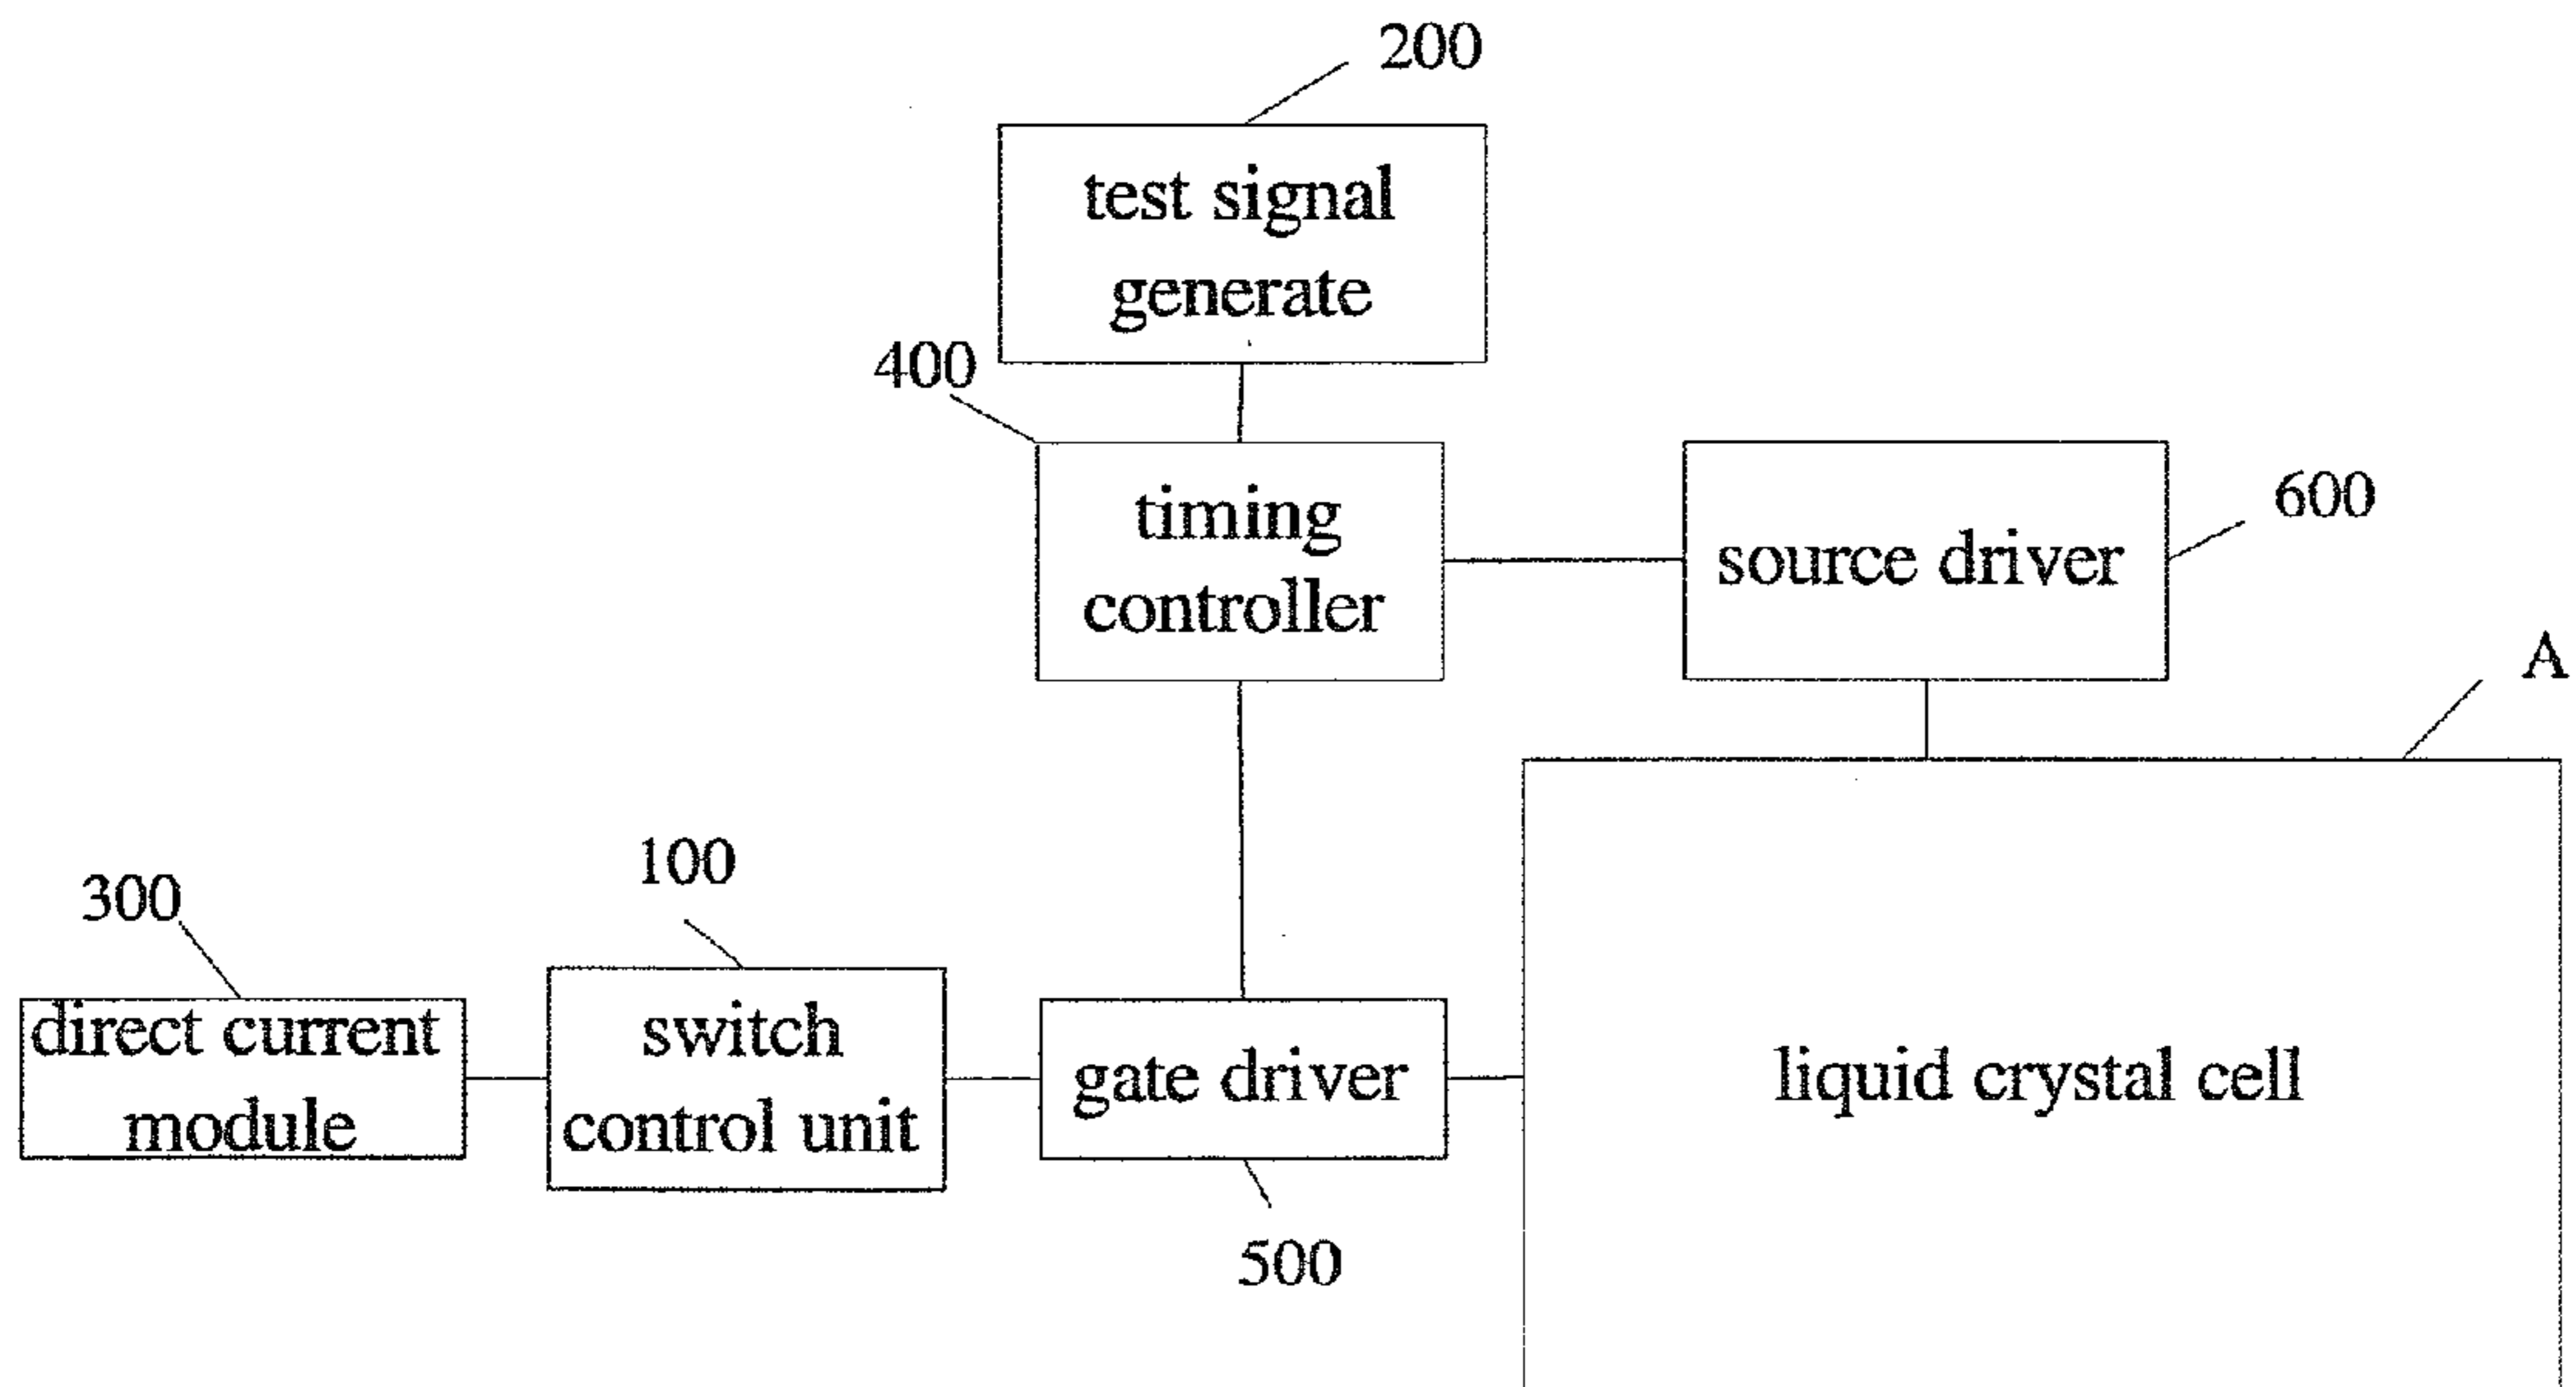 200
test signal
generate
400
timing
controller
source driver
600
A
300
100
direct current
module
switch
control unit
gate driver
500
liquid crystal cell